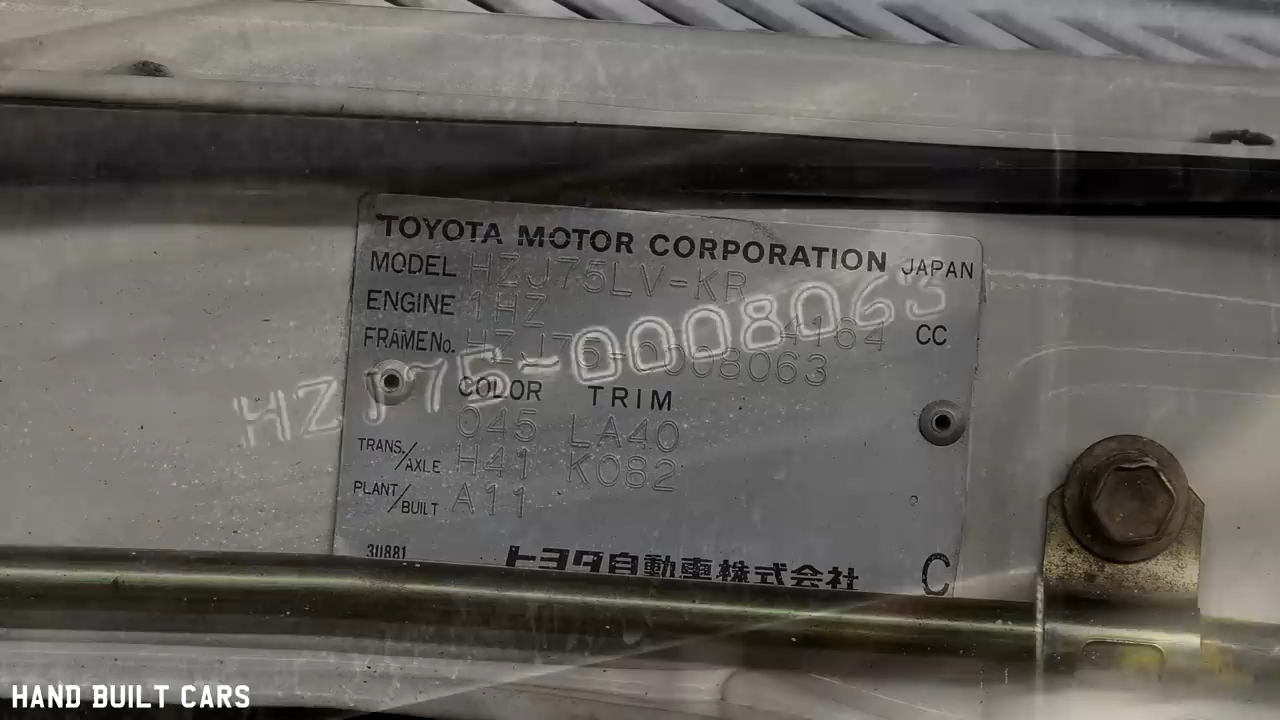 TOYOTA MOTOR CORPORATION JAPAN
MODEL HZJ75LV-KR
ENGINE 1HZ
4164 CC
FRAME No. HZJ75-0008063
HZJ75-0008063
COLOR TRIM
045 LA40
TRANS./AXLE H41 K082
PLANT/BUILT A11
311881
トヨタ自動車株式会社 C
HAND BUILT CARS